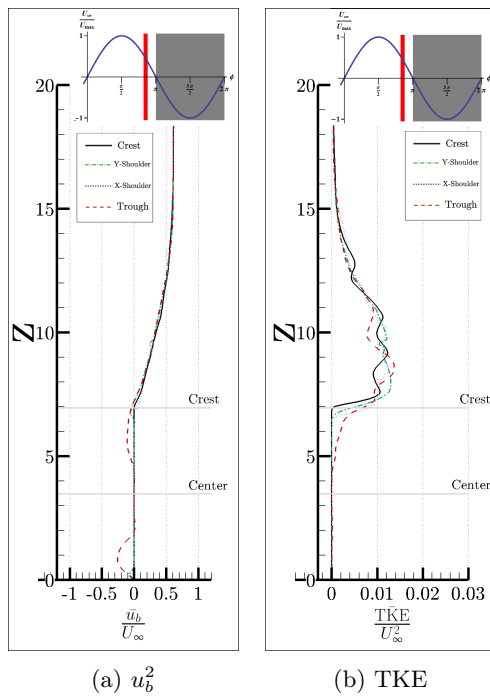 U∞/Umax
1
-1
π/2
π
3π/2
2π
ϕ
Crest
Y-Shoulder
X-Shoulder
Trough
Z
20
15
10
5
0
Crest
Center
-1 -0.5 0 0.5 1
ū_b/U∞
(a) u_b^2
U∞/Umax
1
-1
π/2
π
3π/2
2π
ϕ
Crest
Y-Shoulder
X-Shoulder
Trough
Z
20
15
10
5
0
Crest
Center
0 0.01 0.02 0.03
TK̄E/U∞^2
(b) TKE